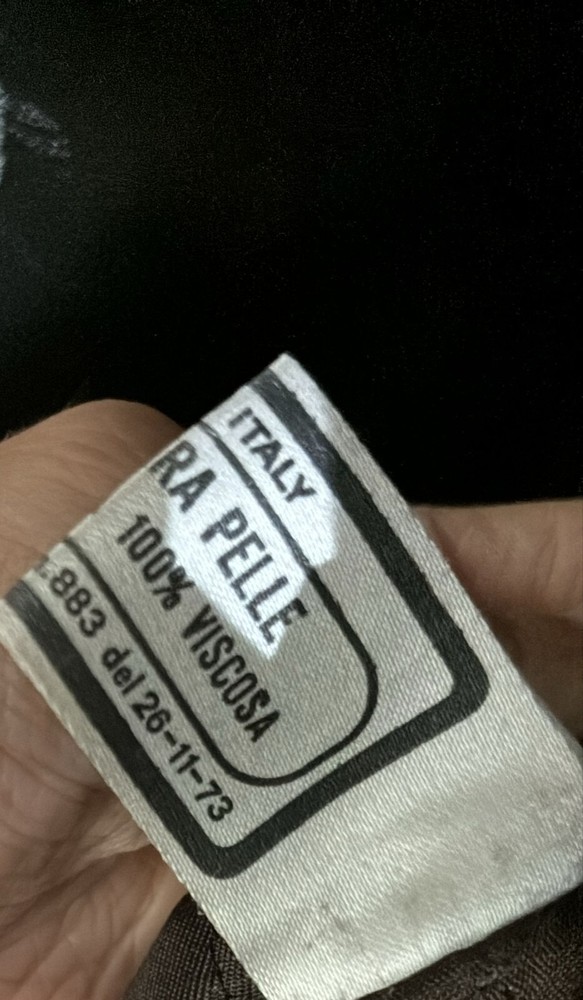 ITALY
RA PELLE
100% VISCOSA
.883 del 26-11-73